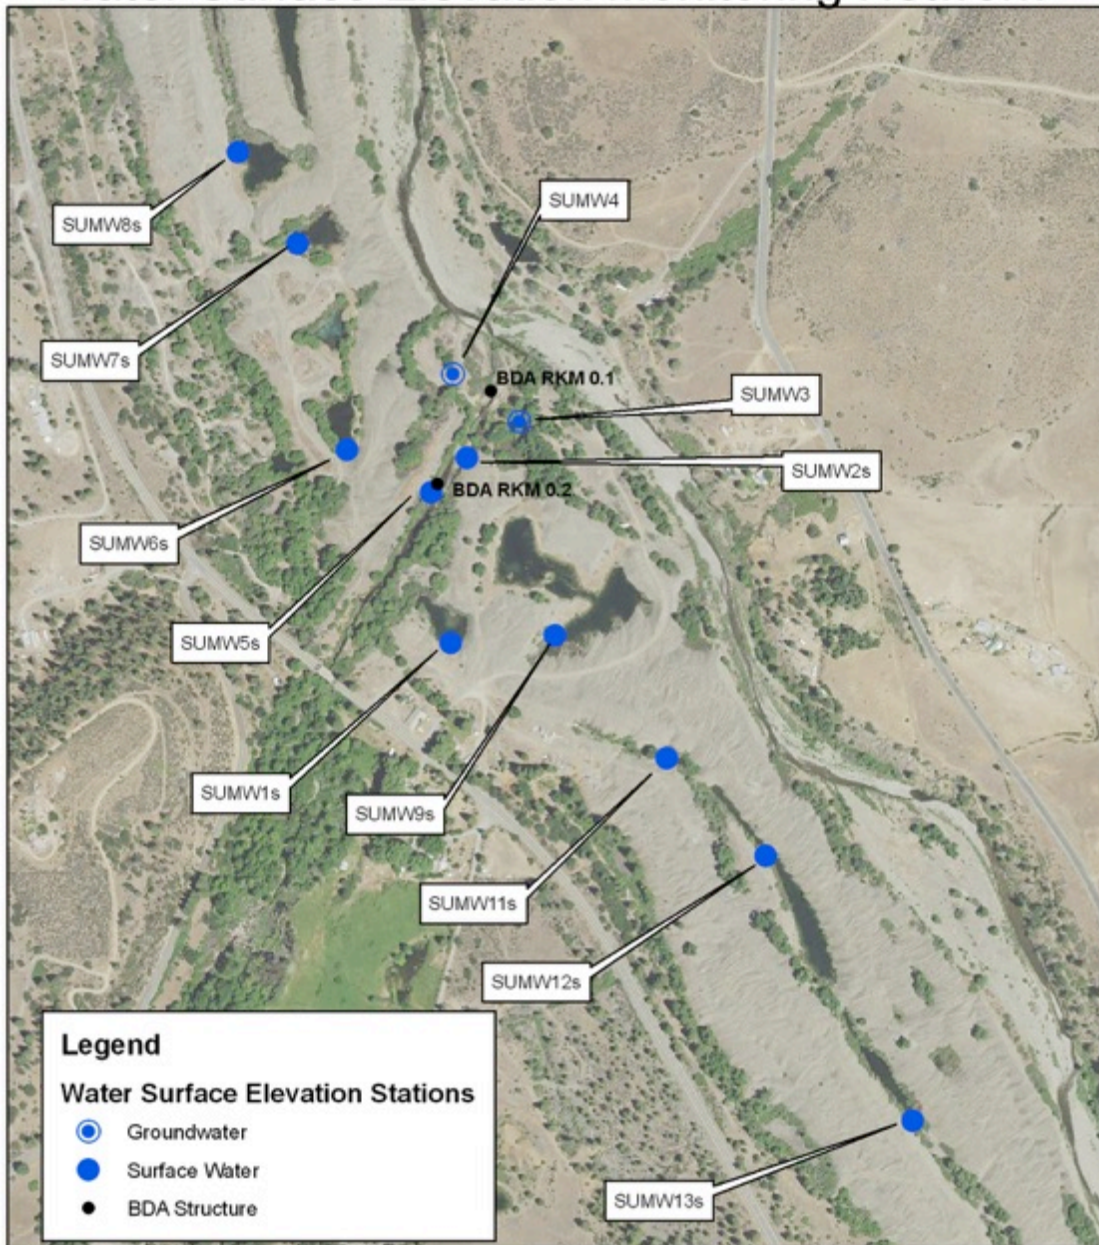 SUMW4
SUMW8s
SUMW7s
BDA RKM 0.1
SUMW3
SUMW2s
BDA RKM 0.2
SUMW6s
SUMW5s
SUMW1s
SUMW9s
SUMW11s
SUMW12s
SUMW13s
Legend
Water Surface Elevation Stations
Groundwater
Surface Water
BDA Structure